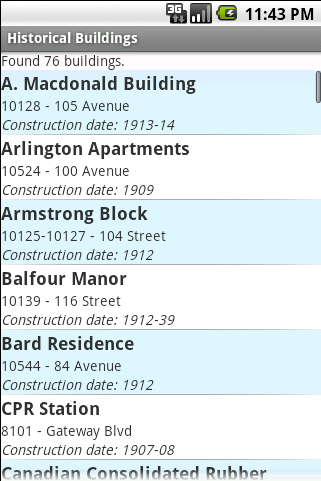 3G 11:43 PM
Historical Buildings
Found 76 buildings.
A. Macdonald Building
10128 - 105 Avenue
Construction date: 1913-14
Arlington Apartments
10524 - 100 Avenue
Construction date: 1909
Armstrong Block
10125-10127 - 104 Street
Construction date: 1912
Balfour Manor
10139 - 116 Street
Construction date: 1912-39
Bard Residence
10544 - 84 Avenue
Construction date: 1912
CPR Station
8101 - Gateway Blvd
Construction date: 1907-08
Canadian Consolidated Rubber